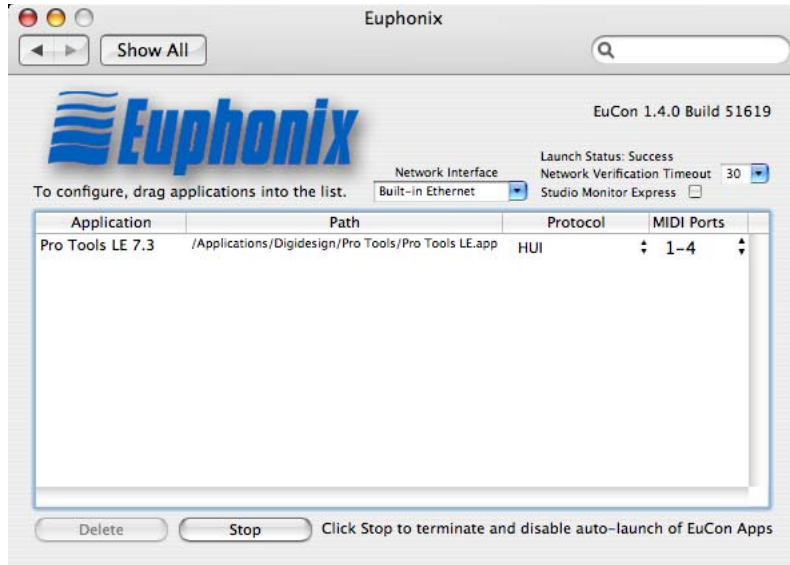 Euphonix
Show All
Euphonix
EuCon 1.4.0 Build 51619
Launch Status: Success
Network Interface
Network Verification Timeout 30
To configure, drag applications into the list.
Built-in Ethernet
Studio Monitor Express
Application Path Protocol MIDI Ports
Pro Tools LE 7.3 /Applications/Digidesign/Pro Tools/Pro Tools LE.app HUI 1-4
Delete Stop Click Stop to terminate and disable auto-launch of EuCon Apps